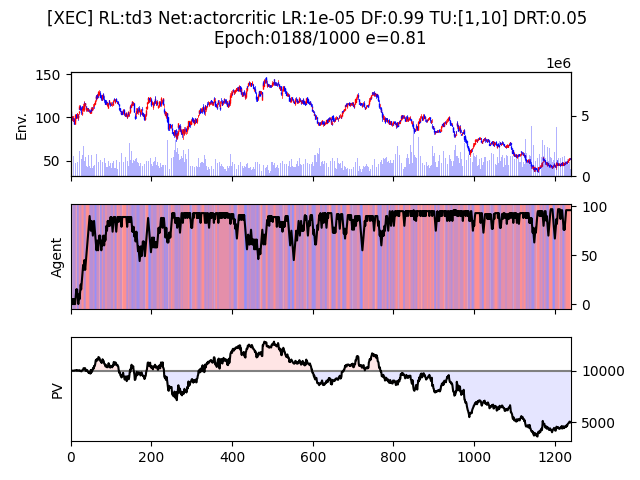 [XEC] RL:td3 Net:actorcritic LR:1e-05 DF:0.99 TU:[1,10] DRT:0.05
Epoch:0188/1000 e=0.81
1e6
150
100
50
Env.
5
0
Agent
100
50
0
PV
10000
5000
0 200 400 600 800 1000 1200